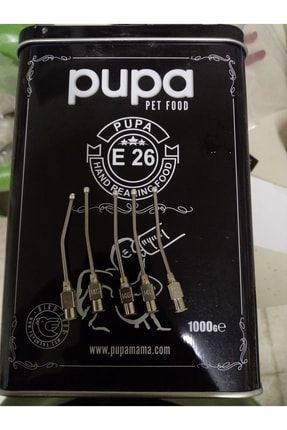 pupa
PET FOOD
PUPA
E 26
HAND REARING FOOD
1000G℮
www.pupamama.com